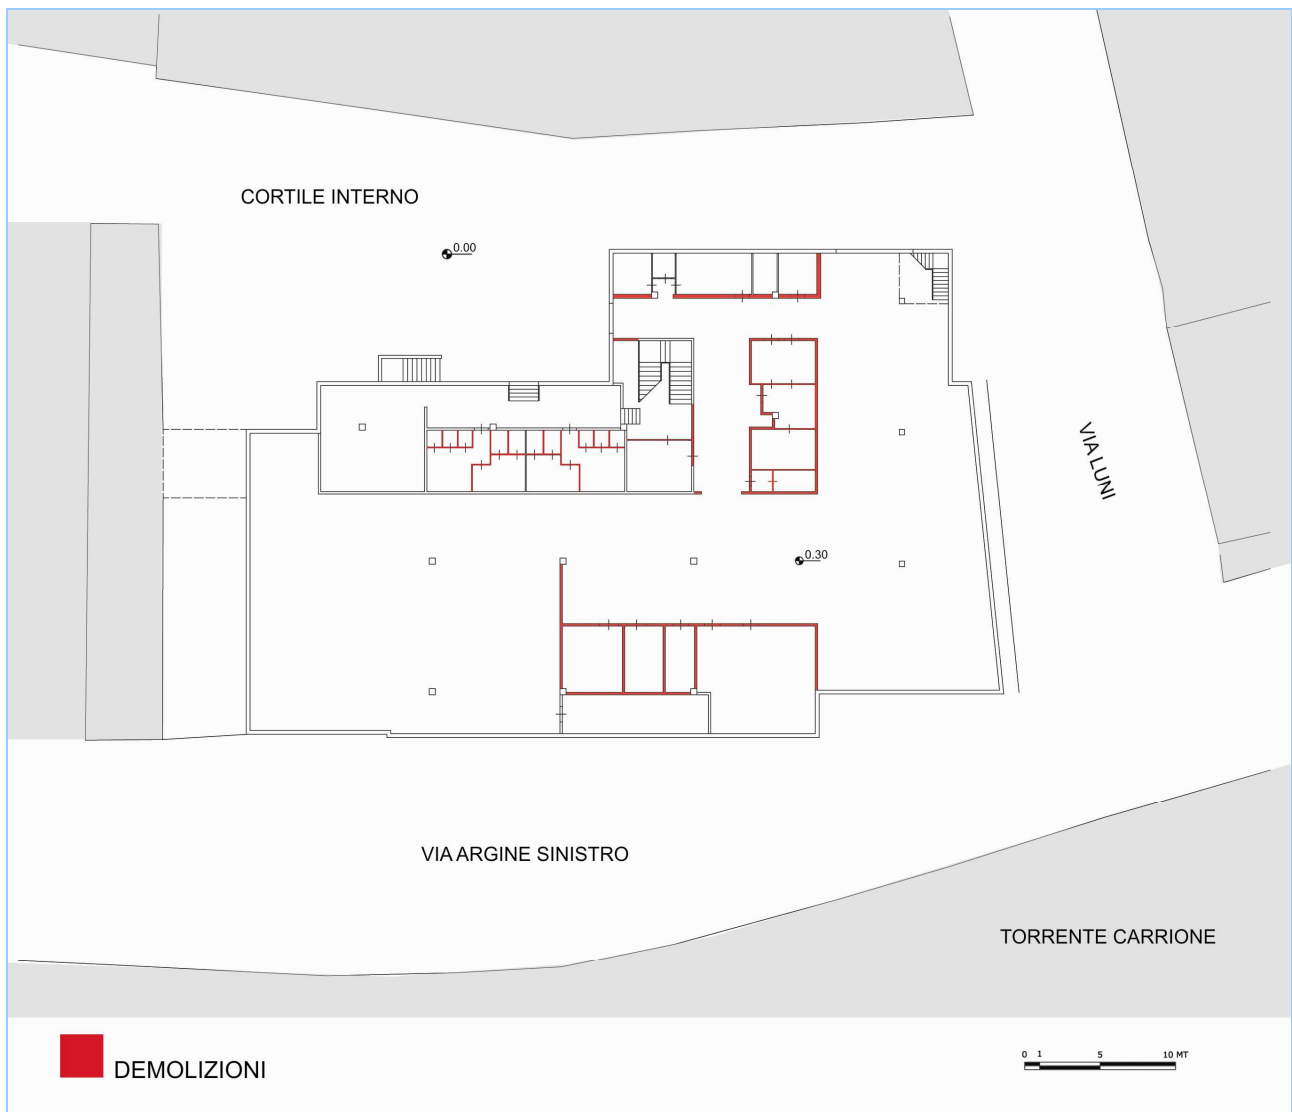 CORTILE INTERNO
0.00
VIA LUNI
0.30
VIA ARGINE SINISTRO
TORRENTE CARRIONE
DEMOLIZIONI
0 1 5 10 MT